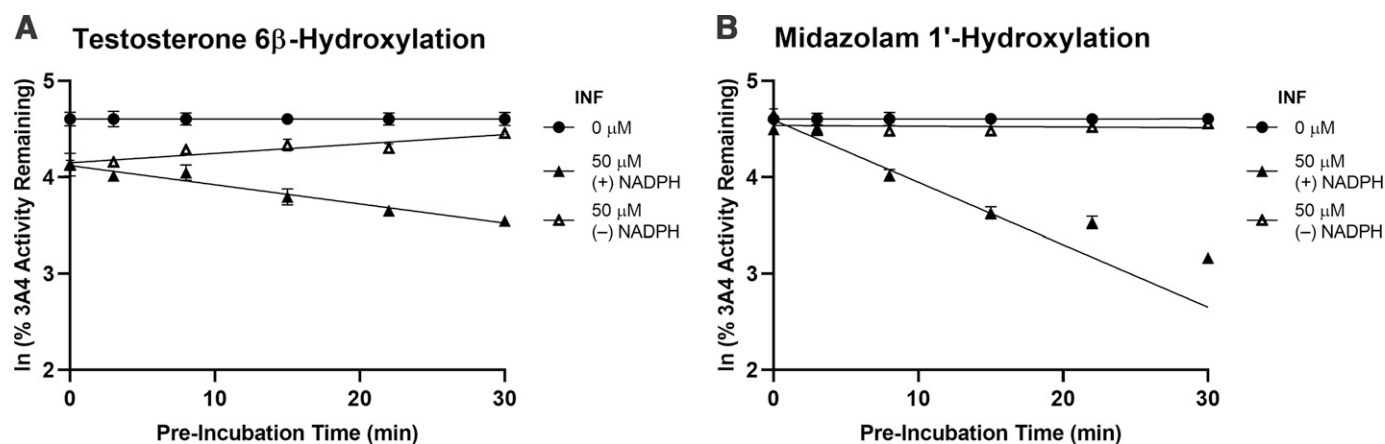 A Testosterone 6β-Hydroxylation
ln (% 3A4 Activity Remaining)
5
4
3
2
0 10 20 30
Pre-Incubation Time (min)
INF
0 μM
50 μM
(+) NADPH
50 μM
(–) NADPH
B Midazolam 1'-Hydroxylation
ln (% 3A4 Activity Remaining)
5
4
3
2
0 10 20 30
Pre-Incubation Time (min)
INF
0 μM
50 μM
(+) NADPH
50 μM
(–) NADPH